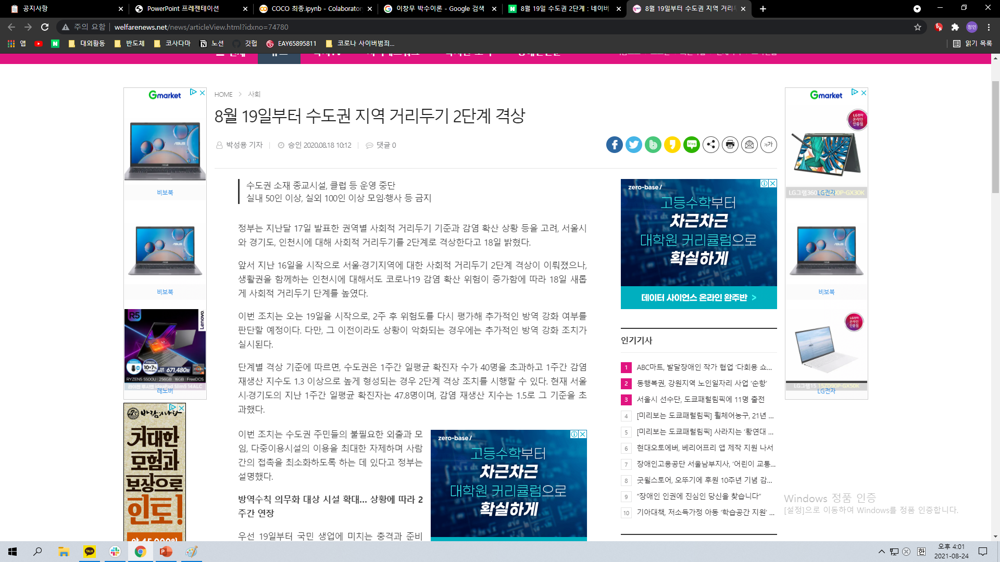 공지사항
PowerPoint 프레젠테이션
COCO 최종.ipynb - Colaborator
이창무 박수이론 - Google 검색
8월 19일 수도권 2단계 : 네이버
8월 19일부터 수도권 지역 거리두
주의 요함
welfarenews.net/news/articleView.html?idxno=74780
정민
앱
대외활동
반도체
코사다마
노션
깃헙
EAY65895811
코로나 사이버범죄...
읽기 목록
HOME > 사회
8월 19일부터 수도권 지역 거리두기 2단계 격상
박성용 기자
승인 2020.08.18 10:12
댓글 0
blog
가가
수도권 소재 종교시설, 클럽 등 운영 중단
실내 50인 이상, 실외 100인 이상 모임·행사 등 금지
정부는 지난달 17일 발표한 권역별 사회적 거리두기 기준과 감염 확산 상황 등을 고려, 서울시
와 경기도, 인천시에 대해 사회적 거리두기를 2단계로 격상한다고 18일 밝혔다.
앞서 지난 16일을 시작으로 서울·경기지역에 대한 사회적 거리두기 2단계 격상이 이뤄졌으나,
생활권을 함께하는 인천시에 대해서도 코로나19 감염 확산 위험이 증가함에 따라 18일 새롭
게 사회적 거리두기 단계를 높였다.
이번 조치는 오는 19일을 시작으로, 2주 후 위험도를 다시 평가해 추가적인 방역 강화 여부를
판단할 예정이다. 다만, 그 이전이라도 상황이 악화되는 경우에는 추가적인 방역 강화 조치가
실시된다.
단계별 격상 기준에 따르면, 수도권은 1주간 일평균 확진자 수가 40명을 초과하고 1주간 감염
재생산 지수도 1.3 이상으로 높게 형성되는 경우 2단계 격상 조치를 시행할 수 있다. 현재 서울
시·경기도의 지난 1주간 일평균 확진자는 47.8명이며, 감염 재생산 지수는 1.5로 그 기준을 초
과했다.
이번 조치는 수도권 주민들의 불필요한 외출과 모
임, 다중이용시설의 이용을 최대한 자제하며 사람
간의 접촉을 최소화하도록 하는 데 있다고 정부는
설명했다.
방역수칙 의무화 대상 시설 확대... 상황에 따라 2
주간 연장
우선 19일부터 국민 생업에 미치는 충격과 준비
zero-base/
고등수학부터
차근차근
대학원 커리큘럼으로
확실하게
zero-base/
고등수학부터
차근차근
대학원 커리큘럼으로
확실하게
데이터 사이언스 온라인 완주반 >
인기기사
1 ABC마트, 발달장애인 작가 협업 '다회용 쇼...
2 동행복권, 강원지역 노인일자리 사업 '순항'
3 서울시 선수단, 도쿄패럴림픽에 11명 출전
4 [미리보는 도쿄패럴림픽] 휠체어농구, 21년 ...
5 [미리보는 도쿄패럴림픽] 사라지는 '황연대 ...
6 현대오토에버, 베리어프리 앱 제작 지원 나서
7 장애인고용공단 서울남부지사, '어린이 교통...
8 굿윌스토어, 오뚜기에 후원 10주년 기념 감...
9 "장애인 인권에 진심인 당신을 찾습니다"
10 기아대책, 저소득가정 아동 '학습공간 지원' ...
Gmarket
비보북
비보북
R5
Lenovo
10+7%
671,480원
RYZEN5 5500U | 256GB | 16GB | FreeDOS
라이젠 루시엔 IdeaPad Slim5 14ALC
레노버
바람의나라
거대한
모험과
보장으로
인도!
Gmarket
LG전자
온라인
인증점
LG전자
비보북
LG전자
온라인
인증점
LG그램15 15ZD90P-GX50K
LG전자
Windows 정품 인증
[설정]으로 이동하여 Windows를 정품 인증합니다.
TALK
한
오후 4:01
2021-08-24